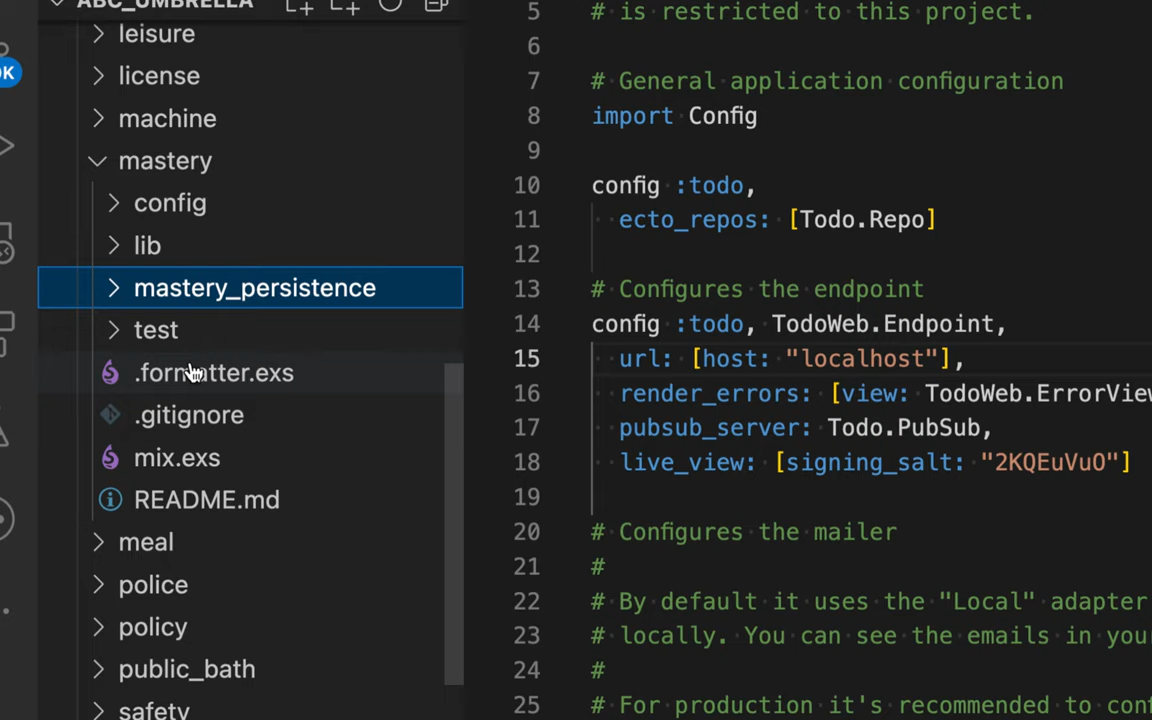 ABC_UMBRELLA
leisure
license
machine
mastery
config
lib
mastery_persistence
test
.formatter.exs
.gitignore
mix.exs
README.md
meal
police
policy
public_bath
safety
5 # is restricted to this project.
6
7 # General application configuration
8 import Config
9
10 config :todo,
11 ecto_repos: [Todo.Repo]
12
13 # Configures the endpoint
14 config :todo, TodoWeb.Endpoint,
15 url: [host: "localhost"],
16 render_errors: [view: TodoWeb.ErrorView
17 pubsub_server: Todo.PubSub,
18 live_view: [signing_salt: "2KQEuVuO"]
19
20 # Configures the mailer
21 #
22 # By default it uses the "Local" adapter
23 # locally. You can see the emails in you
24 #
25 # For production it's recommended to con